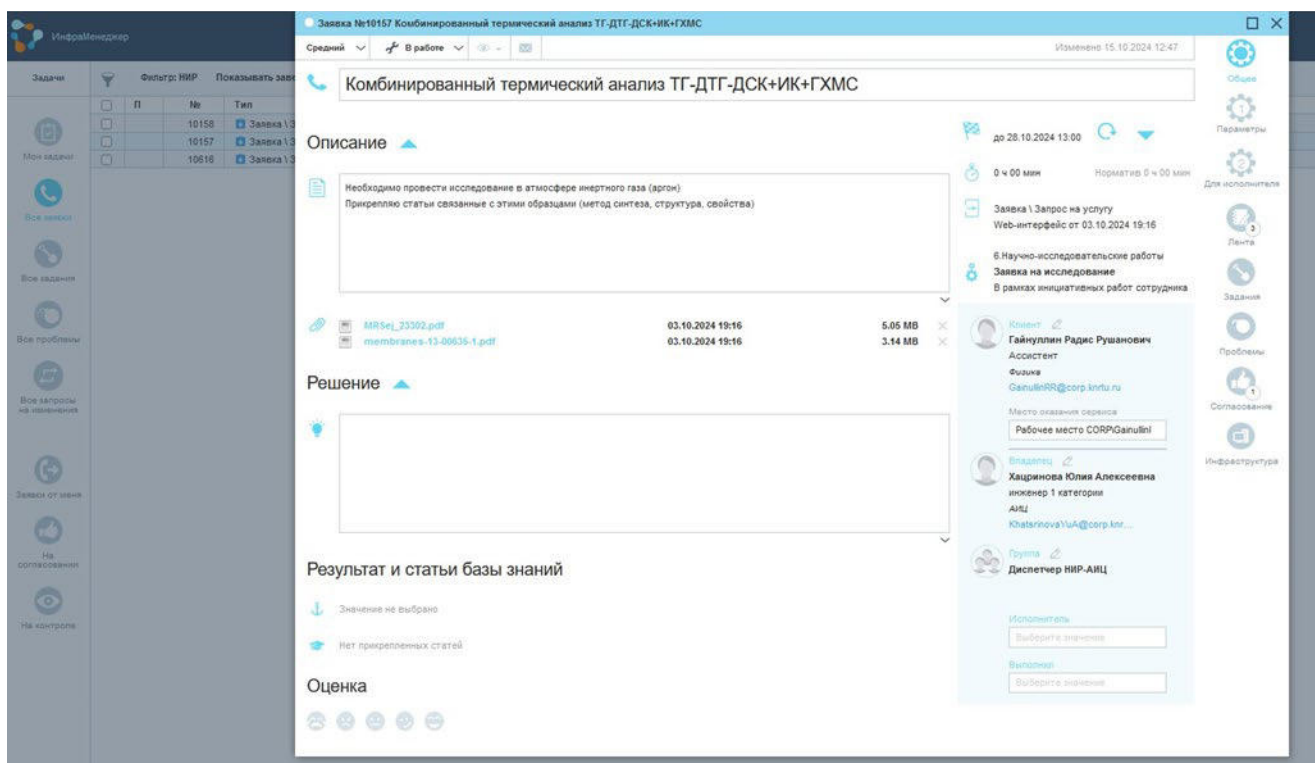 ИнфраМенеджер
Задачи
Фильтр: НИР Показывать заве
П № Тип
10158 Заявка \ З
10157 Заявка \ З
10616 Заявка \ З
Мои задачи
Все заявки
Все задания
Все проблемы
Все запросы
на изменения
Заявки от меня
На
согласовании
На контроле
Заявка №10157 Комбинированный термический анализ ТГ-ДТГ-ДСК+ИК+ГХМС
Средний В работе
Изменено 15.10.2024 12:47
Комбинированный термический анализ ТГ-ДТГ-ДСК+ИК+ГХМС
Описание
Необходимо провести исследование в атмосфере инертного газа (аргон)
Прикрепляю статьи связанные с этими образцами (метод синтеза, структура, свойства)
MRSej_23302.pdf 03.10.2024 19:16 5.05 MB
membranes-13-00635-1.pdf 03.10.2024 19:16 3.14 MB
Решение
Результат и статьи базы знаний
Значение не выбрано
Нет прикрепленных статей
Оценка
до 28.10.2024 13:00
0 ч 00 мин Норматив 0 ч 00 мин
Заявка \ Запрос на услугу
Web-интерфейс от 03.10.2024 19:16
6.Научно-исследовательские работы
Заявка на исследование
В рамках инициативных работ сотрудника
Клиент
Гайнуллин Радис Рушанович
Ассистент
Физика
GainullinRR@corp.knrtu.ru
Место оказания сервиса
Рабочее место CORP\Gainullinl
Владелец
Хацринова Юлия Алексеевна
инженер 1 категории
АИЦ
KhatsrinovaYuA@corp.knr...
Группа
Диспетчер НИР-АИЦ
Исполнитель
Выберите значение
Выполнил
Выберите значение
Общее
1
Параметры
2
Для исполнителя
3
Лента
Задания
Проблемы
1
Согласование
Инфраструктура